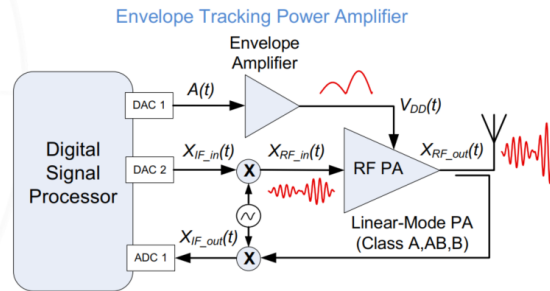 Envelope Tracking Power Amplifier
Envelope
Amplifier
DAC 1
A(t)
V_DD(t)
Digital
Signal
Processor
DAC 2
X_IF_in(t)
X
X_RF_in(t)
RF PA
X_RF_out(t)
Linear-Mode PA
(Class A,AB,B)
X_IF_out(t)
ADC 1
X